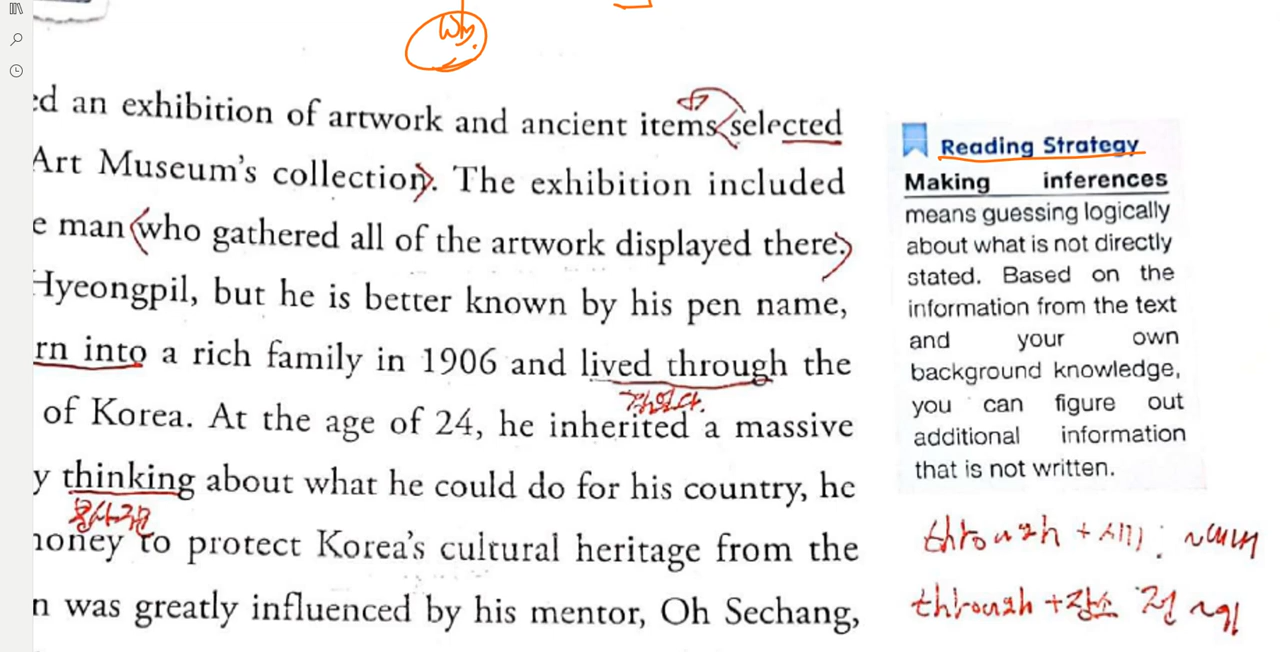 Why
ed an exhibition of artwork and ancient items selected
Art Museum's collection. The exhibition included
e man who gathered all of the artwork displayed there.
Hyeongpil, but he is better known by his pen name,
rn into a rich family in 1906 and lived through the
of Korea. At the age of 24, he inherited a massive
y thinking about what he could do for his country, he
분사구문
money to protect Korea's cultural heritage from the
n was greatly influenced by his mentor, Oh Sechang,
Reading Strategy
Making inferences
means guessing logically
about what is not directly
stated. Based on the
information from the text
and your own
background knowledge,
you can figure out
additional information
that is not written.
through + 시기 : ~내내
through + 장소